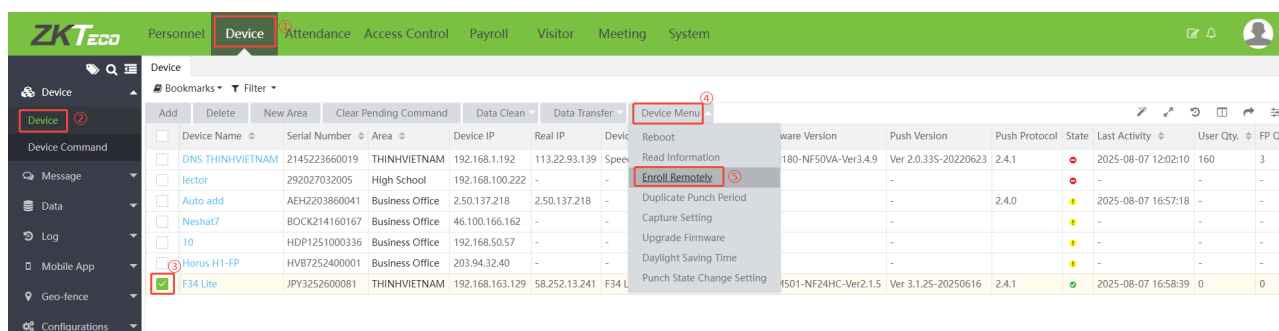 ZKTeco Personnel Device ① Attendance Access Control Payroll Visitor Meeting System
Device
Bookmarks Filter
Device
Device ②
Device Command
Message
Data
Log
Mobile App
Geo-fence
Configurations
Add Delete New Area Clear Pending Command Data Clean Data Transfer Device Menu ④
Device Name Serial Number Area Device IP Real IP ware Version Push Version Push Protocol State Last Activity User Qty. FP Q
DNS THINHVIETNAM 2145223660019 THINHVIETNAM 192.168.1.192 113.22.93.139 180-NF50VA-Ver3.4.9 Ver 2.0.33S-20220623 2.4.1 2025-08-07 12:02:10 160 3
lector 292027032005 High School 192.168.100.222 - - - - -
Auto add AEH2203860041 Business Office 2.50.137.218 2.50.137.218 - - 2.4.0 2025-08-07 16:57:18 - -
Neshat7 BOCK214160167 Business Office 46.100.166.162 - - - - - -
10 HDP1251000336 Business Office 192.168.50.57 - - - - - -
③ Horus H1-FP HVB7252400001 Business Office 203.94.32.40 - - - - - -
F34 Lite JPY3252600081 THINHVIETNAM 192.168.163.129 58.252.13.241 F34 L M501-NF24HC-Ver2.1.5 Ver 3.1.2S-20250616 2.4.1 2025-08-07 16:58:39 0 0
Reboot
Read Information
Enroll Remotely ⑤
Duplicate Punch Period
Capture Setting
Upgrade Firmware
Daylight Saving Time
Punch State Change Setting